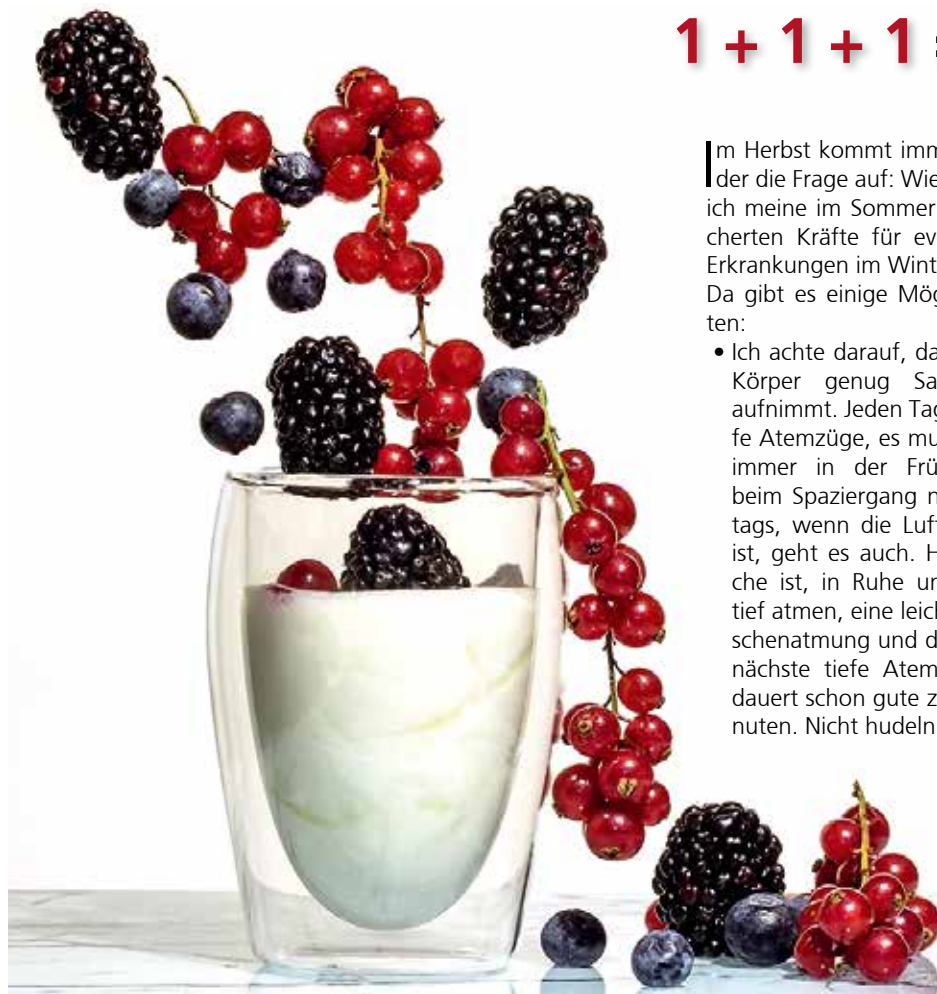 1 + 1 + 1
Im Herbst kommt imm
der die Frage auf: Wie
ich meine im Sommer
cherten Kräfte für ev
Erkrankungen im Wint
Da gibt es einige Mög
ten:
• Ich achte darauf, da
Körper genug Sa
aufnimmt. Jeden Tag
fe Atemzüge, es mu
immer in der Frü
beim Spaziergang n
tags, wenn die Luft
ist, geht es auch. H
che ist, in Ruhe un
tief atmen, eine leich
schenatmung und d
nächste tiefe Atem
dauert schon gute z
nuten. Nicht hudeln